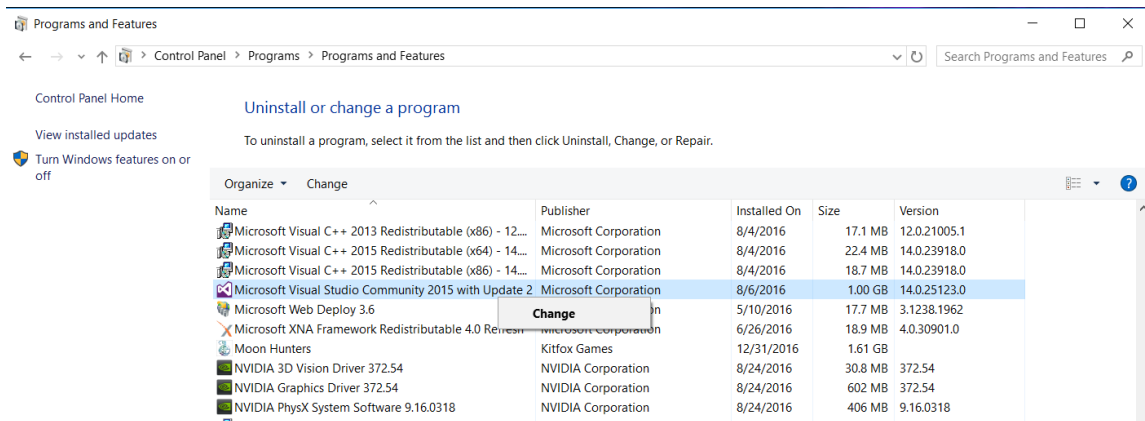 Programs and Features
Control Panel > Programs > Programs and Features
Search Programs and Features
Control Panel Home
View installed updates
Turn Windows features on or
off
Uninstall or change a program
To uninstall a program, select it from the list and then click Uninstall, Change, or Repair.
Organize Change
Name Publisher Installed On Size Version
Microsoft Visual C++ 2013 Redistributable (x86) - 12.... Microsoft Corporation 8/4/2016 17.1 MB 12.0.21005.1
Microsoft Visual C++ 2015 Redistributable (x64) - 14.... Microsoft Corporation 8/4/2016 22.4 MB 14.0.23918.0
Microsoft Visual C++ 2015 Redistributable (x86) - 14.... Microsoft Corporation 8/4/2016 18.7 MB 14.0.23918.0
Microsoft Visual Studio Community 2015 with Update 2 Microsoft Corporation 8/6/2016 1.00 GB 14.0.25123.0
Microsoft Web Deploy 3.6 5/10/2016 17.7 MB 3.1238.1962
Change
Microsoft XNA Framework Redistributable 4.0 Refresh Microsoft Corporation 6/26/2016 18.9 MB 4.0.30901.0
Moon Hunters Kitfox Games 12/31/2016 1.61 GB
NVIDIA 3D Vision Driver 372.54 NVIDIA Corporation 8/24/2016 30.8 MB 372.54
NVIDIA Graphics Driver 372.54 NVIDIA Corporation 8/24/2016 602 MB 372.54
NVIDIA PhysX System Software 9.16.0318 NVIDIA Corporation 8/24/2016 406 MB 9.16.0318